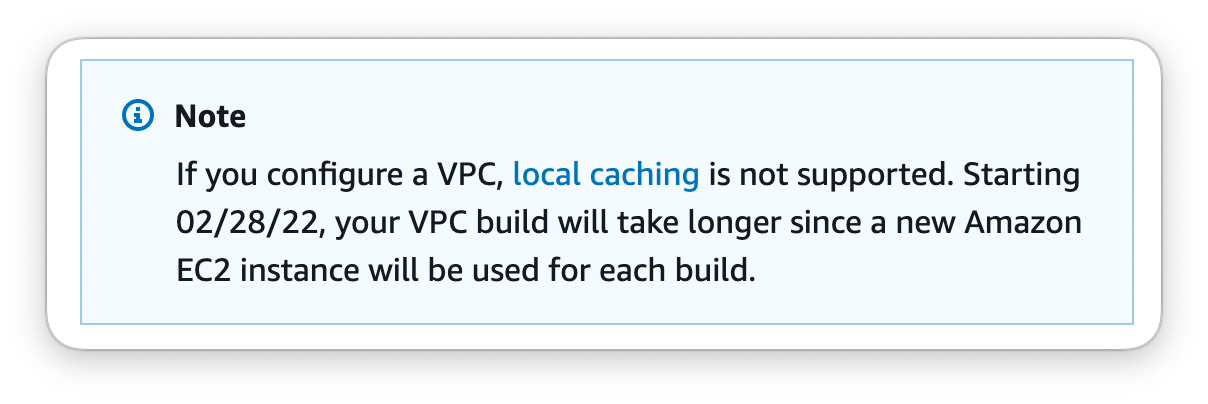 Note
If you configure a VPC, local caching is not supported. Starting
02/28/22, your VPC build will take longer since a new Amazon
EC2 instance will be used for each build.